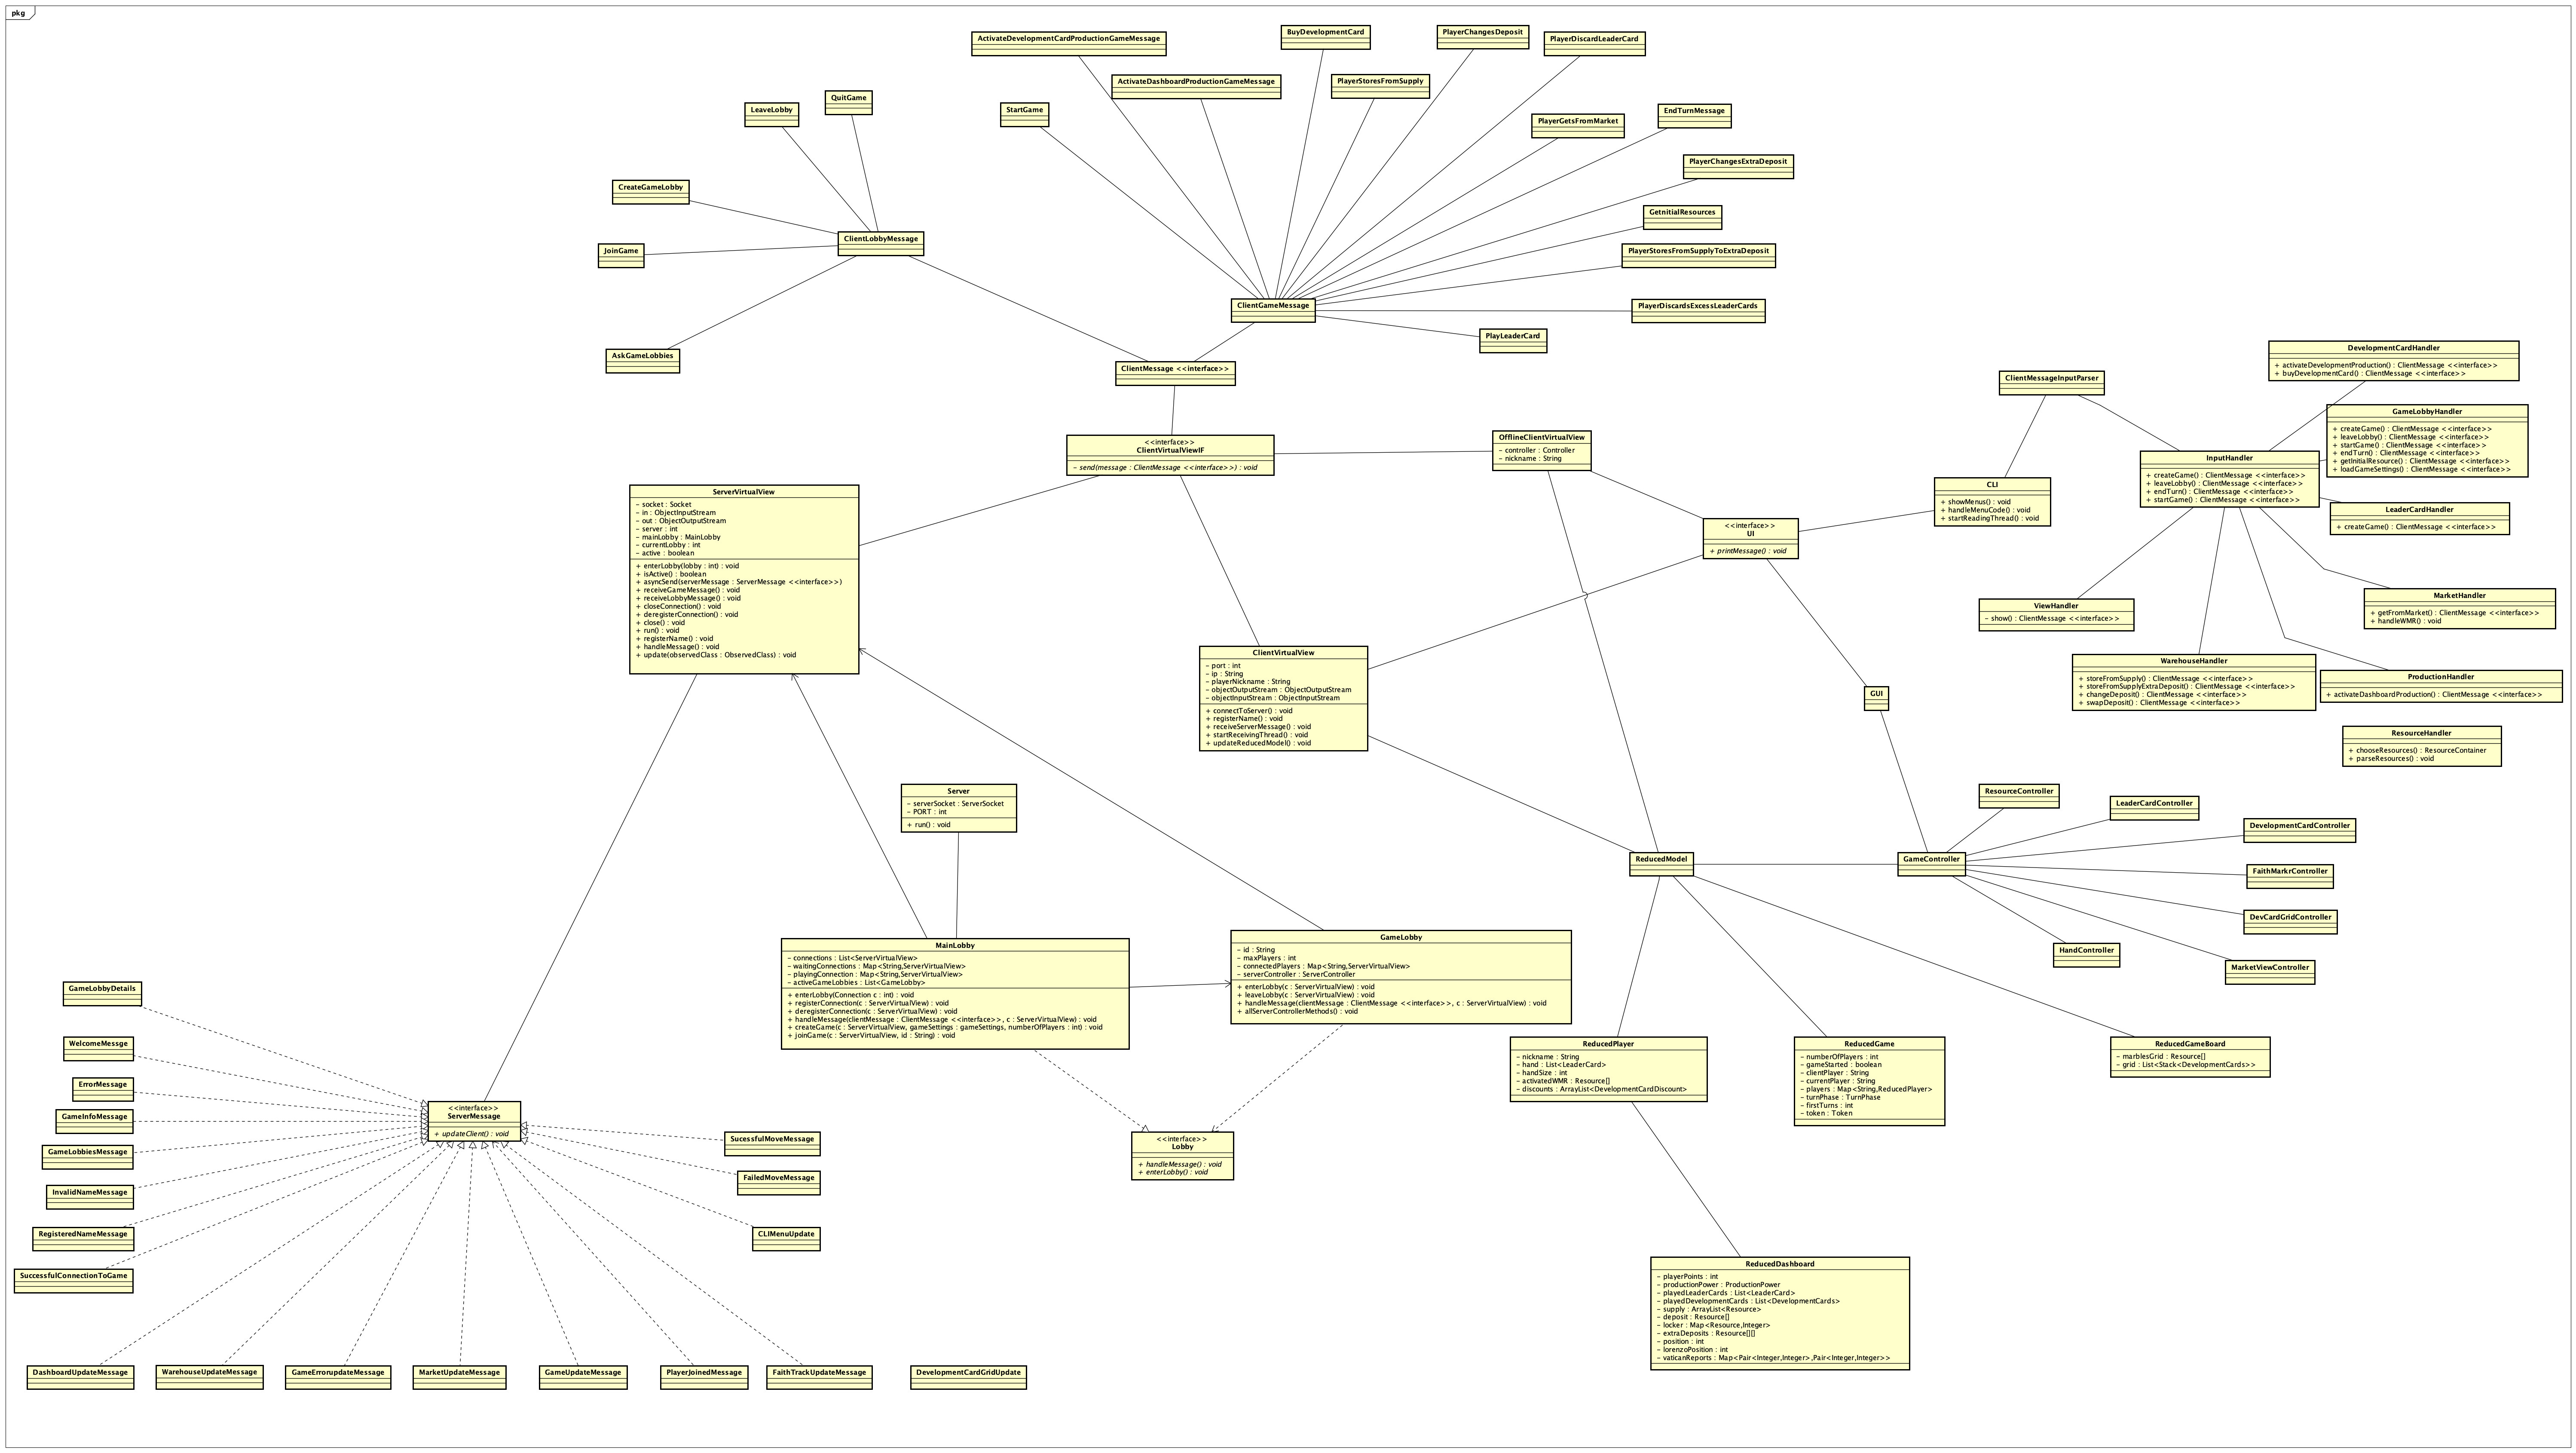 pkg
ActivateDevelopmentCardProductionGameMessage
BuyDevelopmentCard
PlayerChangesDeposit
PlayerDiscardLeaderCard
ActivateDashboardProductionGameMessage
PlayerStoresFromSupply
QuitGame
LeaveLobby
StartGame
EndTurnMessage
PlayerGetsFromMarket
PlayerChangesExtraDeposit
CreateGameLobby
GetnitialResources
ClientLobbyMessage
JoinGame
PlayerStoresFromSupplyToExtraDeposit
ClientGameMessage
PlayerDiscardsExcessLeaderCards
PlayLeaderCard
AskGameLobbies
ClientMessage <<interface>>
DevelopmentCardHandler
+ activateDevelopmentProduction() : ClientMessage <<interface>>
+ buyDevelopmentCard() : ClientMessage <<interface>>
ClientMessageInputParser
GameLobbyHandler
+ createGame() : ClientMessage <<interface>>
+ leaveLobby() : ClientMessage <<interface>>
+ startGame() : ClientMessage <<interface>>
+ endTurn() : ClientMessage <<interface>>
+ getInitialResource() : ClientMessage <<interface>>
+ loadGameSettings() : ClientMessage <<interface>>
<<interface>>
ClientVirtualViewIF
- send(message : ClientMessage <<interface>>) : void
OfflineClientVirtualView
- controller : Controller
- nickname : String
InputHandler
+ createGame() : ClientMessage <<interface>>
+ leaveLobby() : ClientMessage <<interface>>
+ endTurn() : ClientMessage <<interface>>
+ startGame() : ClientMessage <<interface>>
CLI
+ showMenus() : void
+ handleMenuCode() : void
+ startReadingThread() : void
LeaderCardHandler
+ createGame() : ClientMessage <<interface>>
ServerVirtualView
- socket : Socket
- in : ObjectInputStream
- out : ObjectOutputStream
- server : int
- mainLobby : MainLobby
- currentLobby : int
- active : boolean
+ enterLobby(lobby : int) : void
+ isActive() : boolean
+ asyncSend(serverMessage : ServerMessage <<interface>>)
+ receiveGameMessage() : void
+ receiveLobbyMessage() : void
+ closeConnection() : void
+ deregisterConnection() : void
+ close() : void
+ run() : void
+ registerName() : void
+ handleMessage() : void
+ update(observedClass : ObservedClass) : void
<<interface>>
UI
+ printMessage() : void
ViewHandler
- show() : ClientMessage <<interface>>
MarketHandler
+ getFromMarket() : ClientMessage <<interface>>
+ handleWMR() : void
ClientVirtualView
- port : int
- ip : String
- playerNickname : String
- objectOutputStream : ObjectOutputStream
- objectInputStream : ObjectInputStream
+ connectToServer() : void
+ registerName() : void
+ receiveServerMessage() : void
+ startReceivingThread() : void
+ updateReducedModel() : void
WarehouseHandler
+ storeFromSupply() : ClientMessage <<interface>>
+ storeFromSupplyExtraDeposit() : ClientMessage <<interface>>
+ changeDeposit() : ClientMessage <<interface>>
+ swapDeposit() : ClientMessage <<interface>>
ProductionHandler
+ activateDashboardProduction() : ClientMessage <<interface>>
GUI
ResourceHandler
+ chooseResources() : ResourceContainer
+ parseResources() : void
Server
- serverSocket : ServerSocket
- PORT : int
+ run() : void
ResourceController
LeaderCardController
DevelopmentCardController
ReducedModel
GameController
FaithMarkrController
DevCardGridController
HandController
MarketViewController
MainLobby
- connections : List<ServerVirtualView>
- waitingConnections : Map<String,ServerVirtualView>
- playingConnection : Map<String,ServerVirtualView>
- activeGameLobbies : List<GameLobby>
+ enterLobby(Connection c : int) : void
+ registerConnection(c : ServerVirtualView) : void
+ deregisterConnection(c : ServerVirtualView) : void
+ handleMessage(clientMessage : ClientMessage <<interface>>, c : ServerVirtualView) : void
+ createGame(c : ServerVirtualView, gameSettings : gameSettings, numberOfPlayers : int) : void
+ joinGame(c : ServerVirtualView, id : String) : void
GameLobby
- id : String
- maxPlayers : int
- connectedPlayers : Map<String,ServerVirtualView>
- serverController : ServerController
+ enterLobby(c : ServerVirtualView) : void
+ leaveLobby(c : ServerVirtualView) : void
+ handleMessage(clientMessage : ClientMessage <<interface>>, c : ServerVirtualView) : void
+ allServerControllerMethods() : void
GameLobbyDetails
WelcomeMessge
ErrorMessage
GameInfoMessage
GameLobbiesMessage
InvalidNameMessage
RegisteredNameMessage
SuccessfulConnectionToGame
<<interface>>
ServerMessage
+ updateClient() : void
SucessfulMoveMessage
FailedMoveMessage
CLIMenuUpdate
<<interface>>
Lobby
+ handleMessage() : void
+ enterLobby() : void
ReducedPlayer
- nickname : String
- hand : List<LeaderCard>
- handSize : int
- activatedWMR : Resource[]
- discounts : ArrayList<DevelopmentCardDiscount>
ReducedGame
- numberOfPlayers : int
- gameStarted : boolean
- clientPlayer : String
- currentPlayer : String
- players : Map<String,ReducedPlayer>
- turnPhase : TurnPhase
- firstTurns : int
- token : Token
ReducedGameBoard
- marblesGrid : Resource[]
- grid : List<Stack<DevelopmentCards>>
ReducedDashboard
- playerPoints : int
- productionPower : ProductionPower
- playedLeaderCards : List<LeaderCard>
- playedDevelopmentCards : List<DevelopmentCards>
- supply : ArrayList<Resource>
- deposit : Resource[]
- locker : Map<Resource,Integer>
- extraDeposits : Resource[][]
- position : int
- lorenzoPosition : int
- vaticanReports : Map<Pair<Integer,Integer>,Pair<Integer,Integer>>
DashboardUpdateMessage
WarehouseUpdateMessage
GameErrorupdateMessage
MarketUpdateMessage
GameUpdateMessage
PlayerJoinedMessage
FaithTrackUpdateMessage
DevelopmentCardGridUpdate